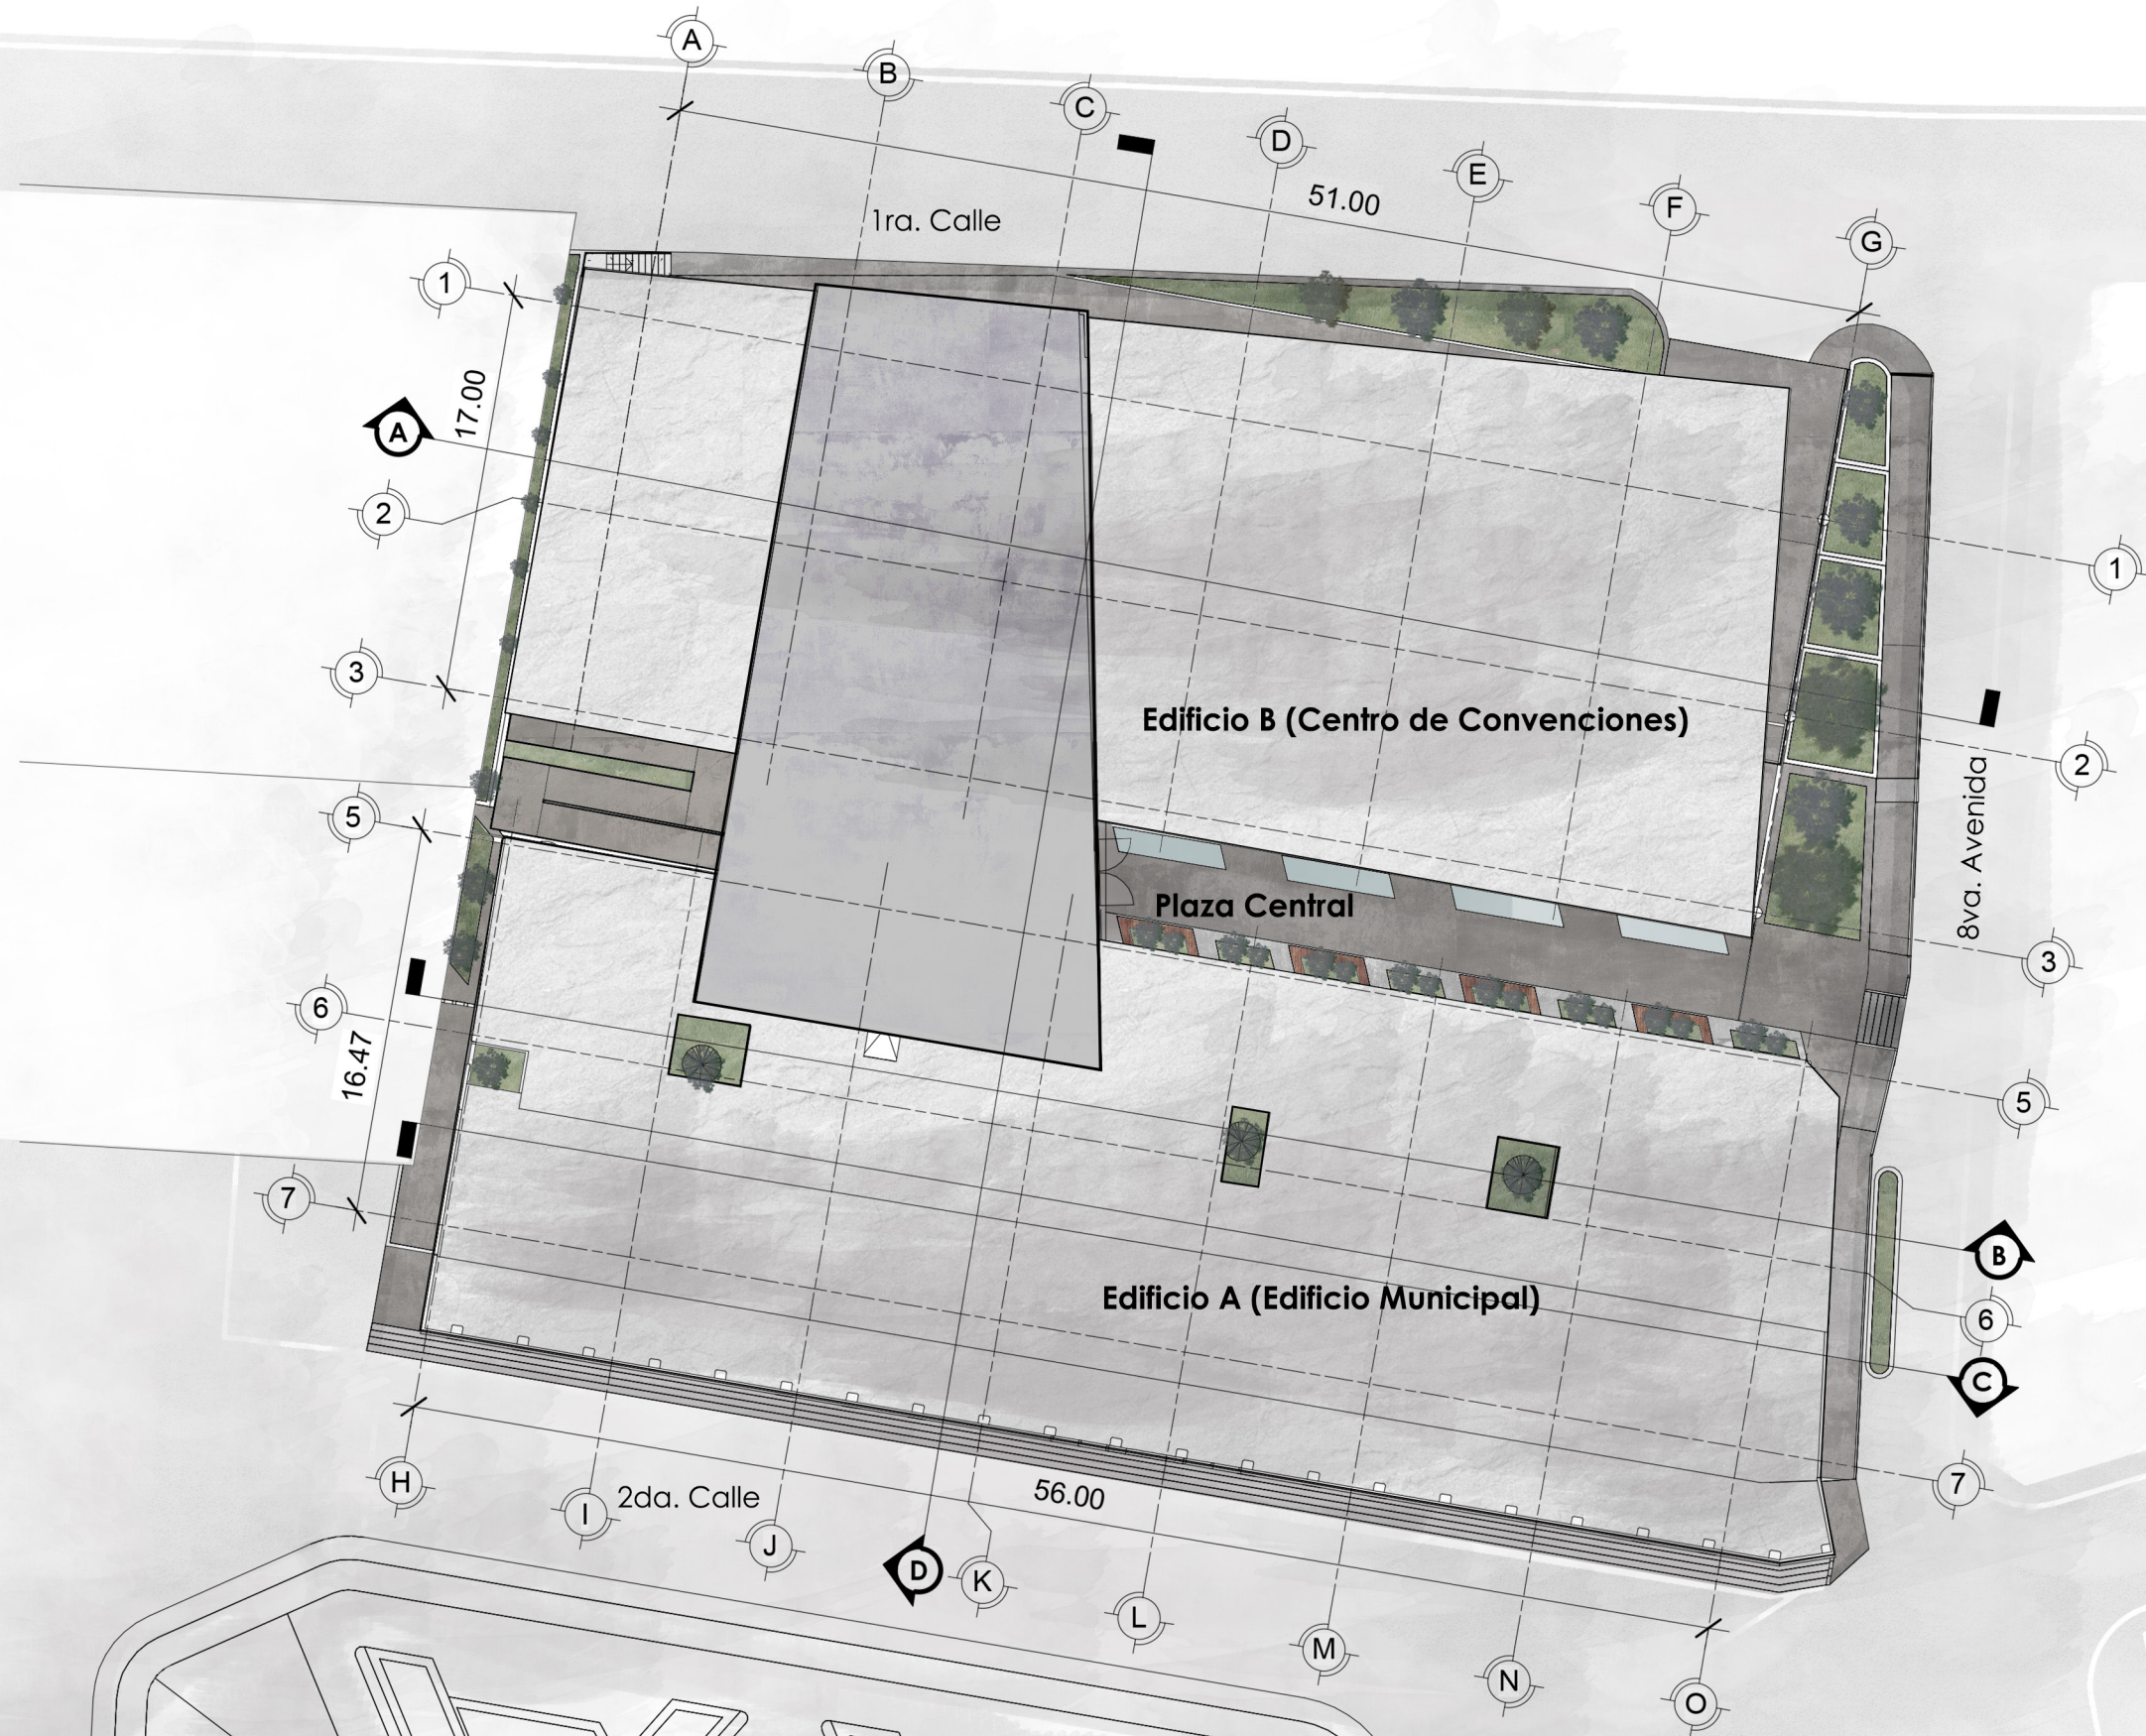 A
B
C
D
E
F
G
51.00
1ra. Calle
1
17.00
A
2
1
3
Edificio B (Centro de Convenciones)
2
8va. Avenida
5
Plaza Central
3
6
16.47
5
7
B
6
Edificio A (Edificio Municipal)
C
7
H
I
2da. Calle
56.00
J
D
K
L
M
N
O